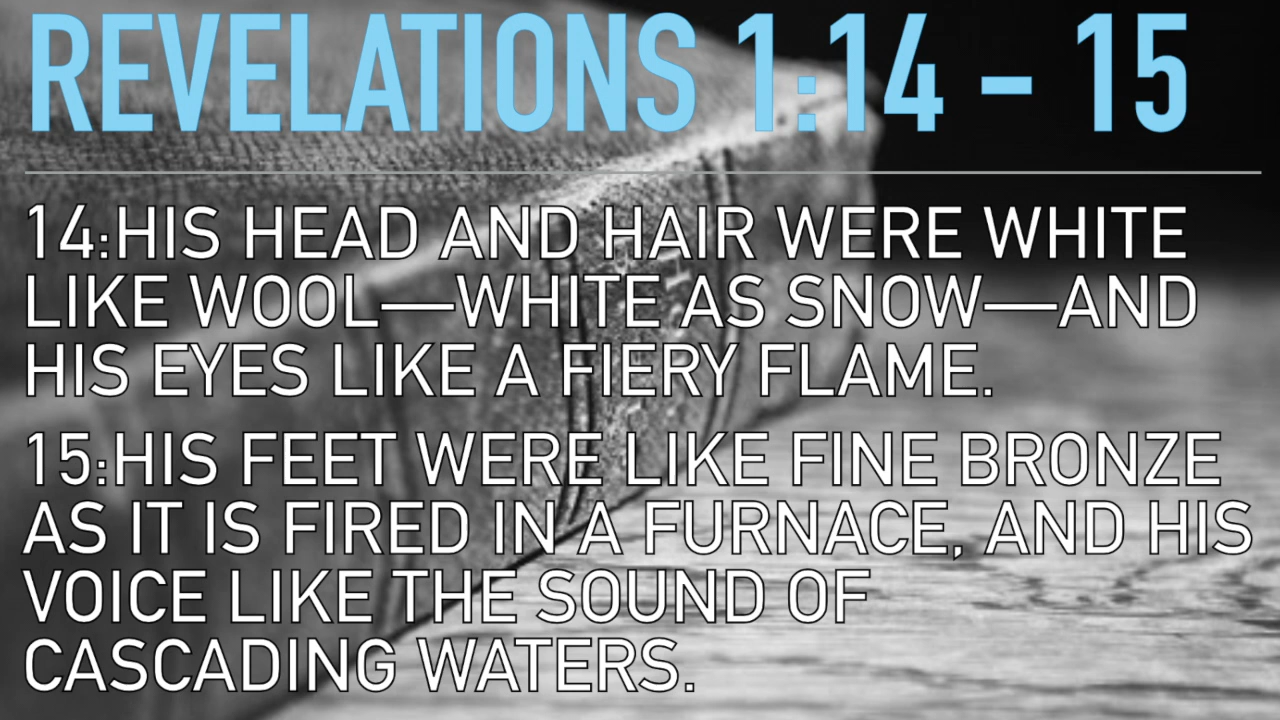 REVELATIONS 1:14 – 15
14:HIS HEAD AND HAIR WERE WHITE
LIKE WOOL—WHITE AS SNOW—AND
HIS EYES LIKE A FIERY FLAME.
15:HIS FEET WERE LIKE FINE BRONZE
AS IT IS FIRED IN A FURNACE, AND HIS
VOICE LIKE THE SOUND OF
CASCADING WATERS.